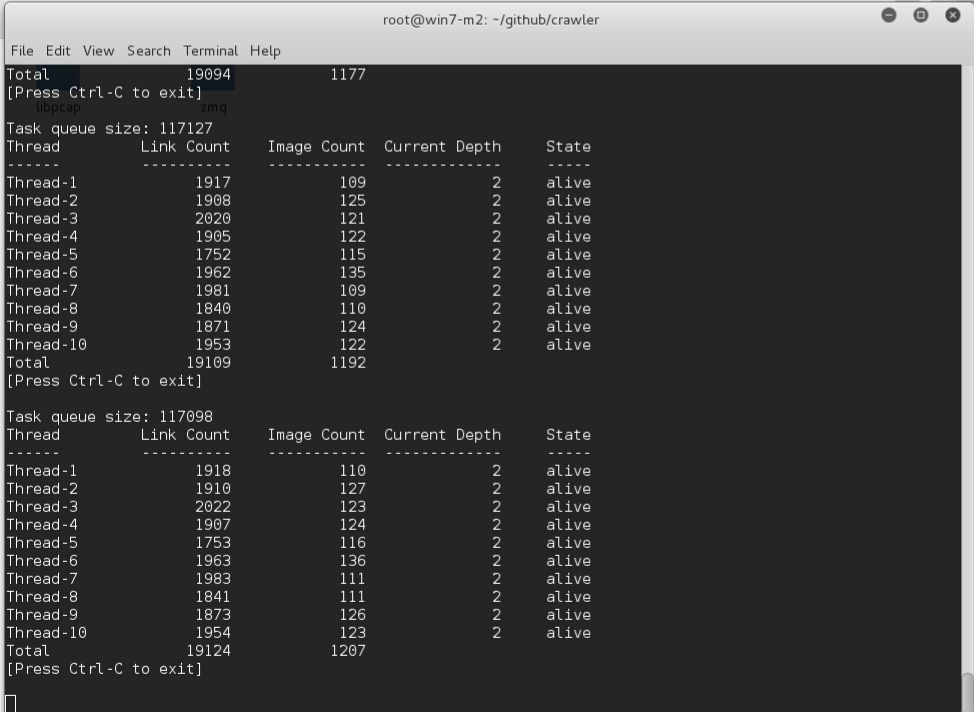 root@win7-m2: ~/github/crawler
File Edit View Search Terminal Help
Total 19094 1177
[Press Ctrl-C to exit]
libpcap zmq
Task queue size: 117127
Thread Link Count Image Count Current Depth State
------ ---------- ----------- ------------- -----
Thread-1 1917 109 2 alive
Thread-2 1908 125 2 alive
Thread-3 2020 121 2 alive
Thread-4 1905 122 2 alive
Thread-5 1752 115 2 alive
Thread-6 1962 135 2 alive
Thread-7 1981 109 2 alive
Thread-8 1840 110 2 alive
Thread-9 1871 124 2 alive
Thread-10 1953 122 2 alive
Total 19109 1192
[Press Ctrl-C to exit]
Task queue size: 117098
Thread Link Count Image Count Current Depth State
------ ---------- ----------- ------------- -----
Thread-1 1918 110 2 alive
Thread-2 1910 127 2 alive
Thread-3 2022 123 2 alive
Thread-4 1907 124 2 alive
Thread-5 1753 116 2 alive
Thread-6 1963 136 2 alive
Thread-7 1983 111 2 alive
Thread-8 1841 111 2 alive
Thread-9 1873 126 2 alive
Thread-10 1954 123 2 alive
Total 19124 1207
[Press Ctrl-C to exit]